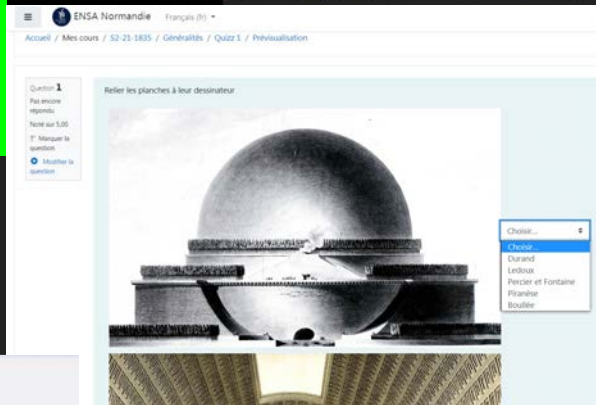 ENSA Normandie Français (fr)
Accueil / Mes cours / S2-21-1835 / Généralités / Quizz 1 / Prévisualisation
Question 1
Pas encore
répondu
Noté sur 5,00
Marquer la
question
Modifier la
question
Relier les planches à leur dessinateur
Choisir...
Choisir...
Durand
Ledoux
Percier et Fontaine
Piranèse
Boullée